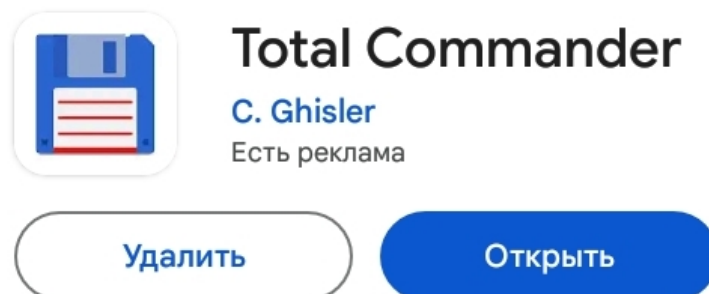 Total Commander
C. Ghisler
Есть реклама
Удалить
Открыть